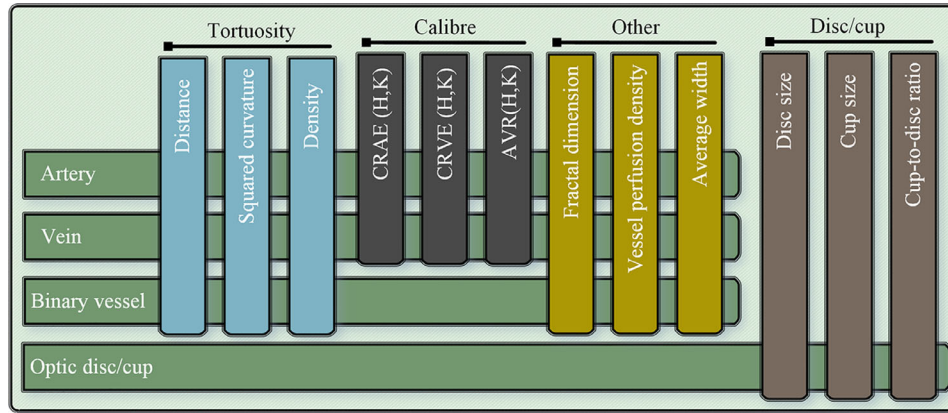 Tortuosity
Calibre
Other
Disc/cup
Distance
Squared curvature
Density
CRAE (H,K)
CRVE (H,K)
AVR(H,K)
Fractal dimension
Vessel perfusion density
Average width
Disc size
Cup size
Cup-to-disc ratio
Artery
Vein
Binary vessel
Optic disc/cup